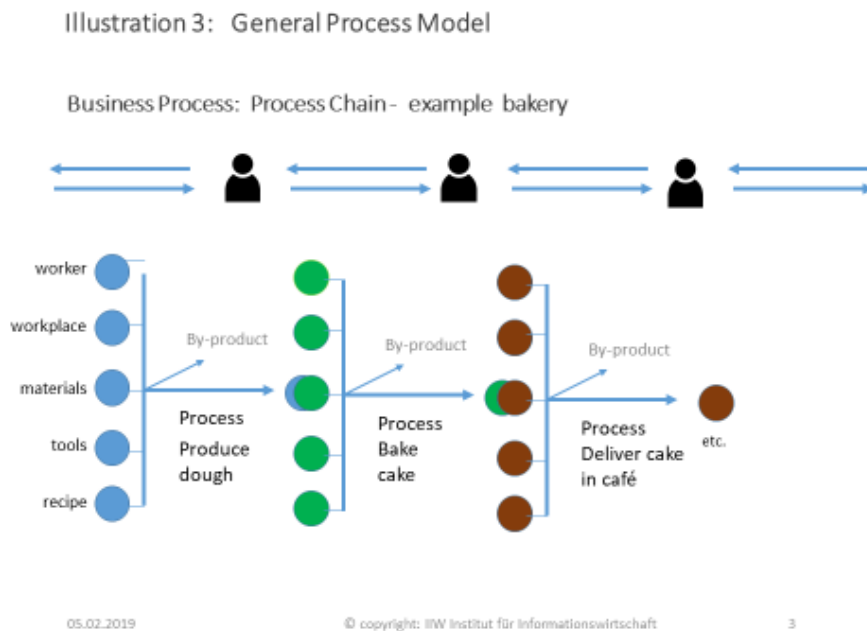 Illustration 3: General Process Model
Business Process: Process Chain - example bakery
worker
workplace
materials
tools
recipe
By-product
Process
Produce
dough
By-product
Process
Bake
cake
By-product
Process
Deliver cake
in café
etc.
05.02.2019
© copyright: IIW Institut für Informationswirtschaft
3